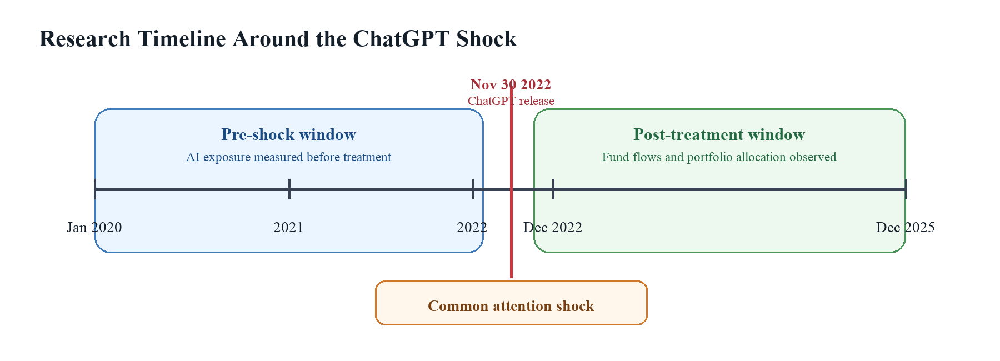 Research Timeline Around the ChatGPT Shock
Nov 30 2022
ChatGPT release
Pre-shock window
AI exposure measured before treatment
Post-treatment window
Fund flows and portfolio allocation observed
Jan 2020
2021
2022
Dec 2022
Dec 2025
Common attention shock